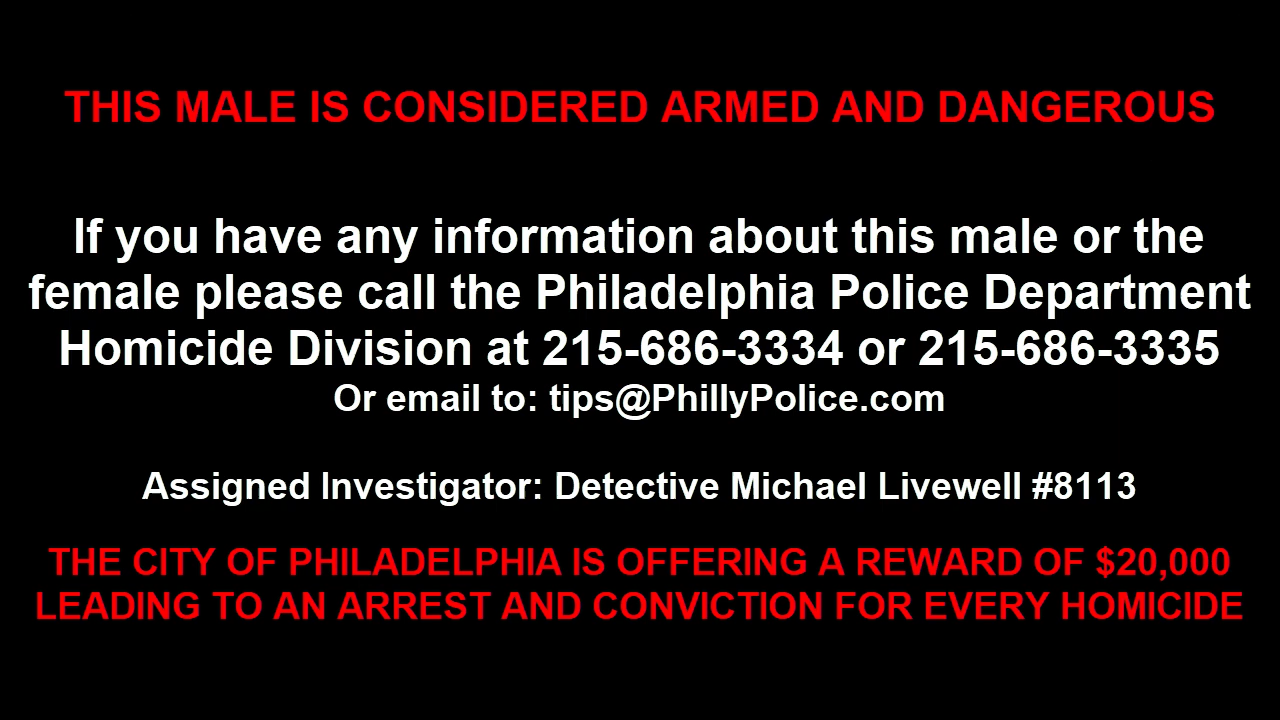 THIS MALE IS CONSIDERED ARMED AND DANGEROUS
If you have any information about this male or the
female please call the Philadelphia Police Department
Homicide Division at 215-686-3334 or 215-686-3335
Or email to: tips@PhillyPolice.com
Assigned Investigator: Detective Michael Livewell #8113
THE CITY OF PHILADELPHIA IS OFFERING A REWARD OF $20,000
LEADING TO AN ARREST AND CONVICTION FOR EVERY HOMICIDE